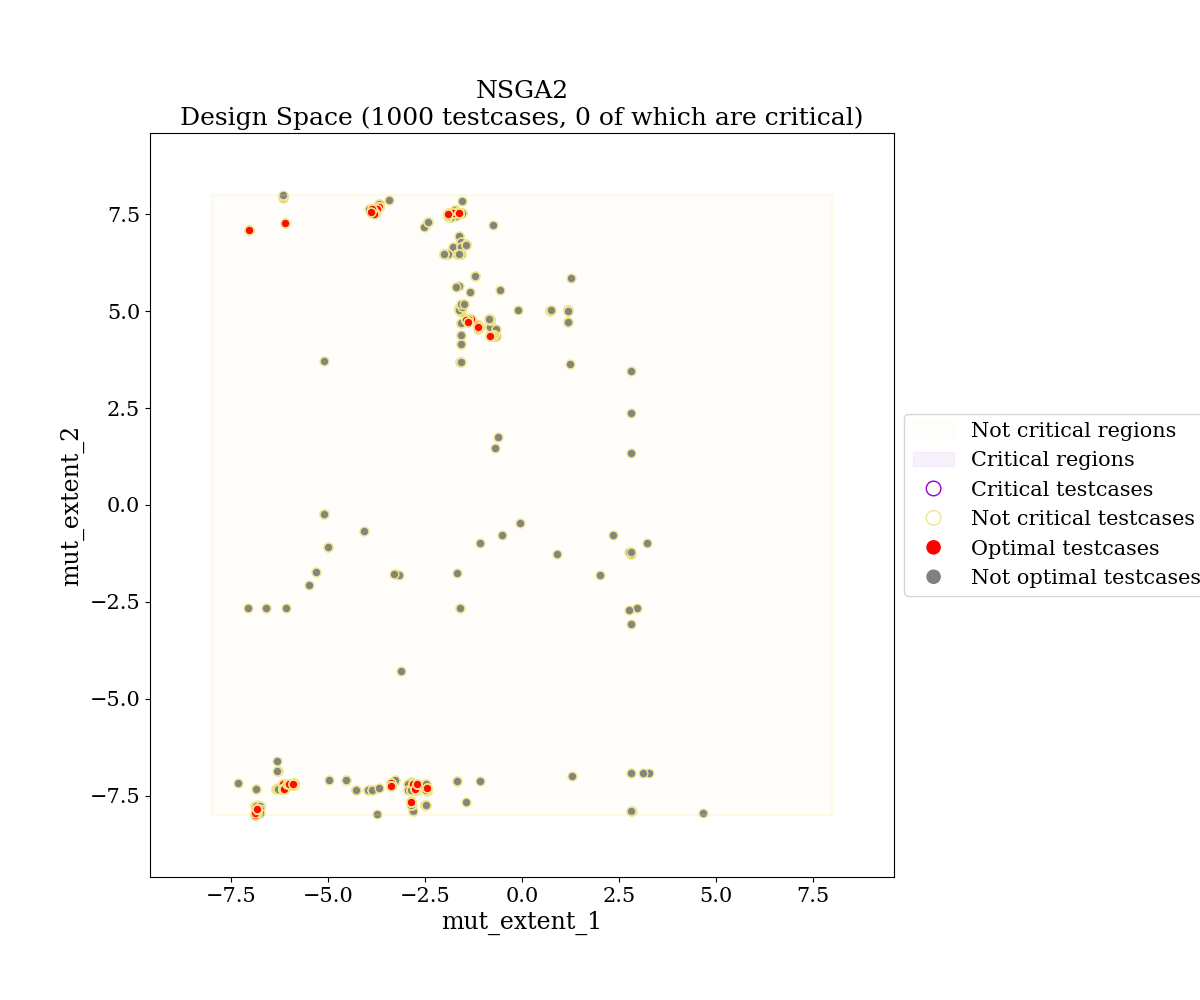 NSGA2
Design Space (1000 testcases, 0 of which are critical)
7.5
5.0
2.5
0.0
−2.5
−5.0
−7.5
mut_extent_2
−7.5
−5.0
−2.5
0.0
2.5
5.0
7.5
mut_extent_1
Not critical regions
Critical regions
Critical testcases
Not critical testcases
Optimal testcases
Not optimal testcases